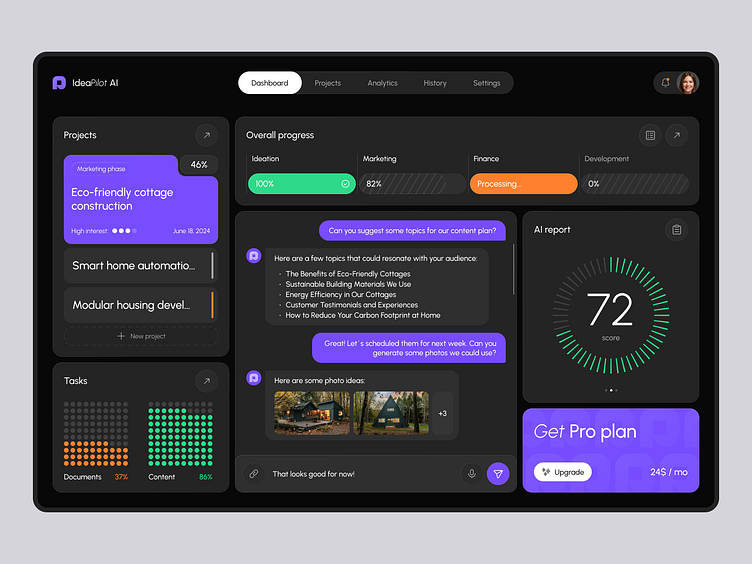 IdeaPilot AI
Dashboard
Projects
Analytics
History
Settings
Projects
Marketing phase
46%
Eco-friendly cottage
construction
High interest
June 18, 2024
Smart home automatio...
Modular housing devel...
New project
Tasks
Documents 37%
Content 86%
Overall progress
Ideation
100%
Marketing
82%
Finance
Processing...
Development
0%
Can you suggest some topics for our content plan?
Here are a few topics that could resonate with your audience:
• The Benefits of Eco-Friendly Cottages
• Sustainable Building Materials We Use
• Energy Efficiency in Our Cottages
• Customer Testimonials and Experiences
• How to Reduce Your Carbon Footprint at Home
Great! Let`s scheduled them for next week. Can you
generate some photos we could use?
Here are some photo ideas:
+3
That looks good for now!
AI report
72
score
Get Pro plan
Upgrade
24$ / mo